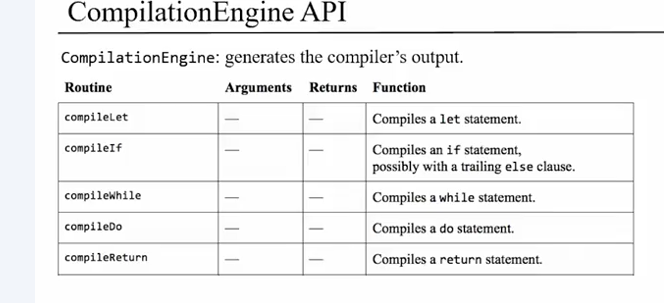 CompilationEngine API
CompilationEngine: generates the compiler's output.
Routine Arguments Returns Function
compileLet — — Compiles a let statement.
compileIf — — Compiles an if statement,
possibly with a trailing else clause.
compileWhile — — Compiles a while statement.
compileDo — — Compiles a do statement.
compileReturn — — Compiles a return statement.